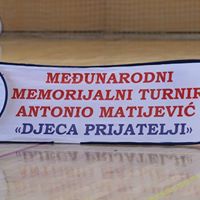 MEĐUNARODNI
MEMORIJALNI TURNIR
ANTONIO MATIJEVIĆ
«DJECA PRIJATELJI»